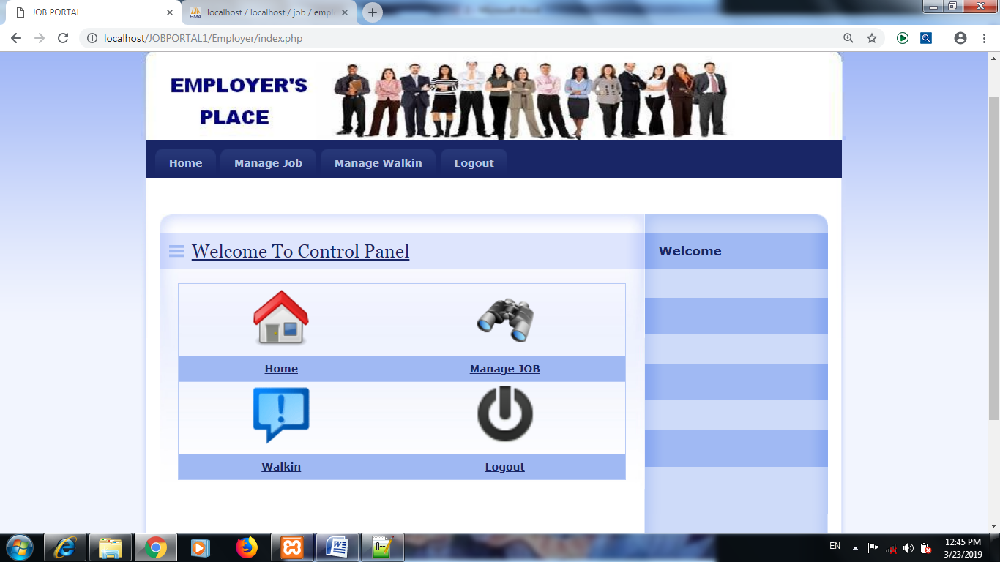 JOB PORTAL
localhost / localhost / job / empl
localhost/JOBPORTAL1/Employer/index.php
EMPLOYER'S
PLACE
Home Manage Job Manage Walkin Logout
Welcome To Control Panel
Welcome
Home Manage JOB
Walkin Logout
EN
12:45 PM
3/23/2019